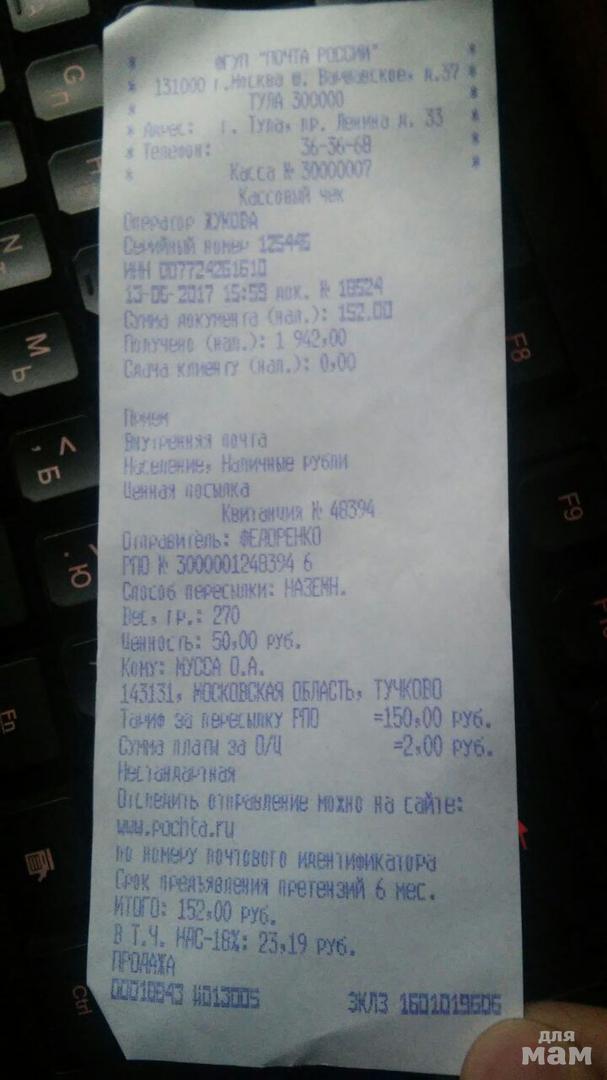 * ФГУП "ПОЧТА РОССИИ" *
* 131000 г.Москва ш. Варшавское, д.37 *
* ТУЛА 300000 *
* Адрес: г. Тула, пр. Ленина д. 33 *
* Телефон: 36-36-68 *
* Касса № 30000007 *
Кассовый чек
Оператор ЖУКОВА
Серийный номер 125445
ИНН 007724261610
13-06-2017 15:59 док. № 18524
Сумма документа (нал.): 152.00
Получено (нал.): 1 942,00
Сдача клиенту (нал.): 0,00
Прием
Внутренняя почта
Население, Наличные рубли
Ценная посылка
Квитанция № 48394
Отправитель: ФЕДОРЕНКО
РПО № 3000001248394 6
Способ пересылки: НАЗЕМН.
Вес, гр.: 270
Ценность: 50,00 руб.
Кому: МУССА О.А.
143131, МОСКОВСКАЯ ОБЛАСТЬ, ТУЧКОВО
Тариф за пересылку РПО =150,00 руб.
Сумма платы за О/Ц =2,00 руб.
Нестандартная
Отследить отправление можно на сайте:
www.pochta.ru
по номеру почтового идентификатора
Срок предъявления претензий 6 мес.
ИТОГО: 152,00 руб.
В Т.Ч. НДС-18%: 23,19 руб.
ПРОДАЖА
00018843 #013005 ЭКЛЗ 1601019606
G П
N Т
М Ь
< , Б
. Ю
F8
F9
Fn
Ctrl
для
мам